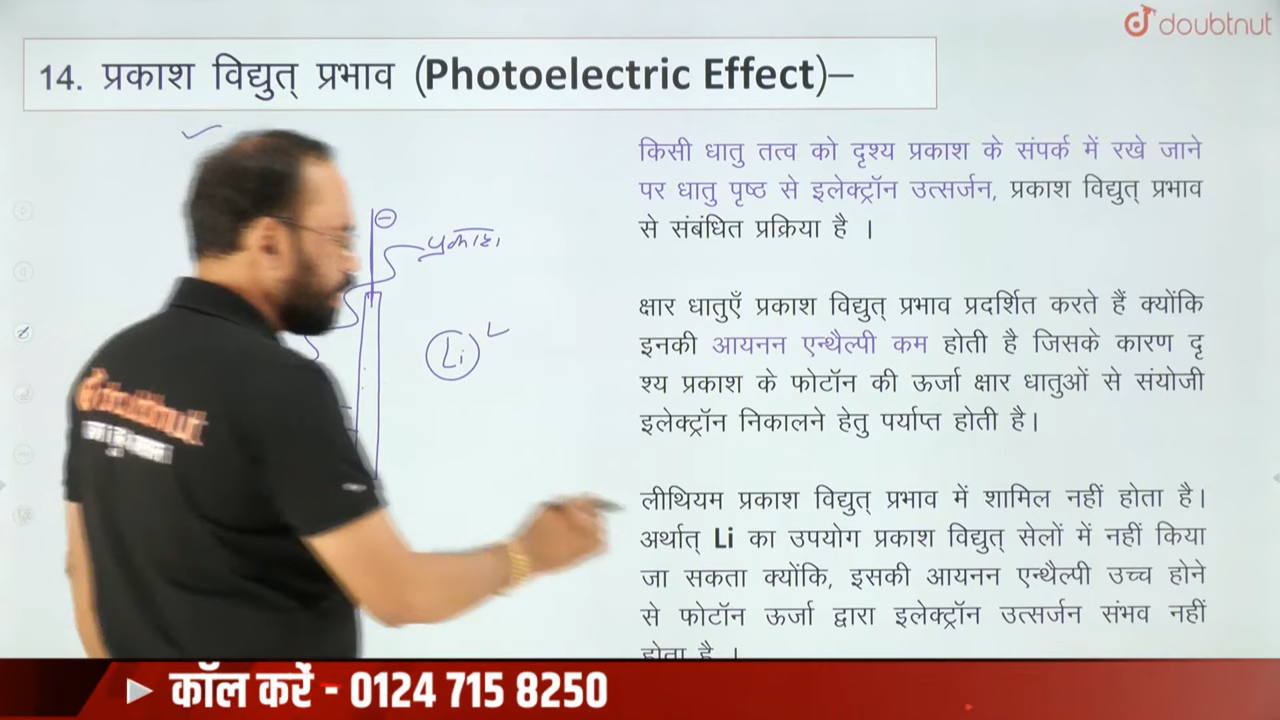 doubtnut
14. प्रकाश विद्युत् प्रभाव (Photoelectric Effect)–
किसी धातु तत्व को दृश्य प्रकाश के संपर्क में रखे जाने
पर धातु पृष्ठ से इलेक्ट्रॉन उत्सर्जन, प्रकाश विद्युत् प्रभाव
से संबंधित प्रक्रिया है ।
प्रकाश
Li
क्षार धातुएँ प्रकाश विद्युत् प्रभाव प्रदर्शित करते हैं क्योंकि
इनकी आयनन एन्थैल्पी कम होती है जिसके कारण दृ
श्य प्रकाश के फोटॉन की ऊर्जा क्षार धातुओं से संयोजी
इलेक्ट्रॉन निकालने हेतु पर्याप्त होती है।
लीथियम प्रकाश विद्युत् प्रभाव में शामिल नहीं होता है।
अर्थात् Li का उपयोग प्रकाश विद्युत् सेलों में नहीं किया
जा सकता क्योंकि, इसकी आयनन एन्थैल्पी उच्च होने
से फोटॉन ऊर्जा द्वारा इलेक्ट्रॉन उत्सर्जन संभव नहीं
होता है ।
कॉल करें - 0124 715 8250